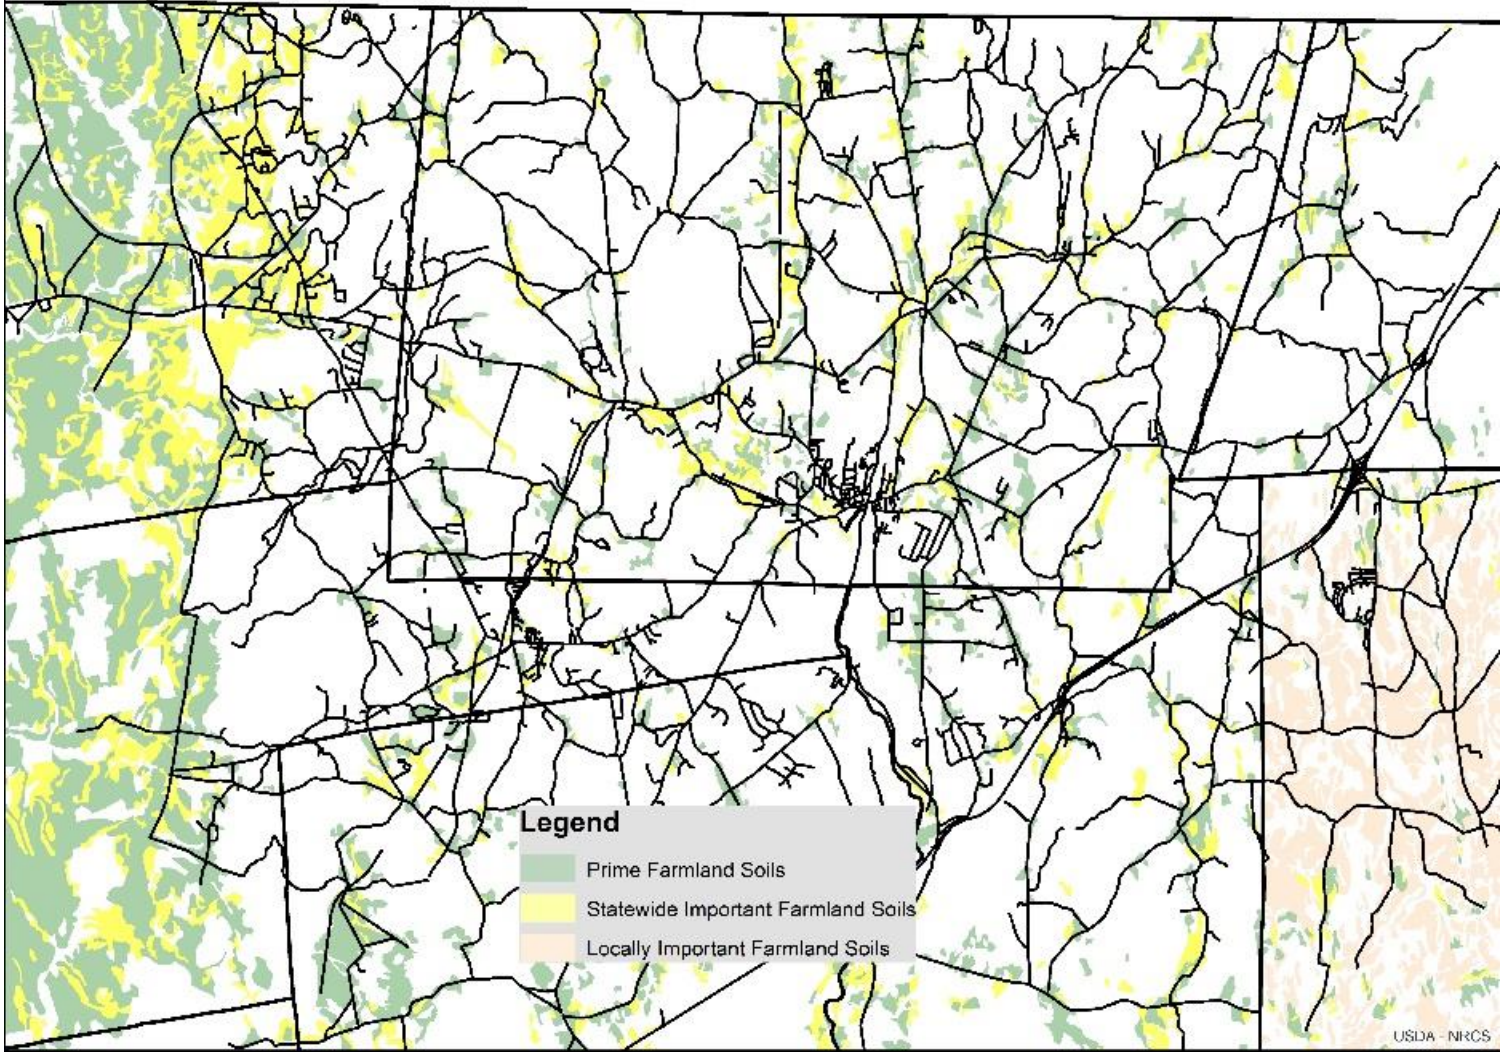 Legend
Prime Farmland Soils
Statewide Important Farmland Soils
Locally Important Farmland Soils
USDA - NRCS